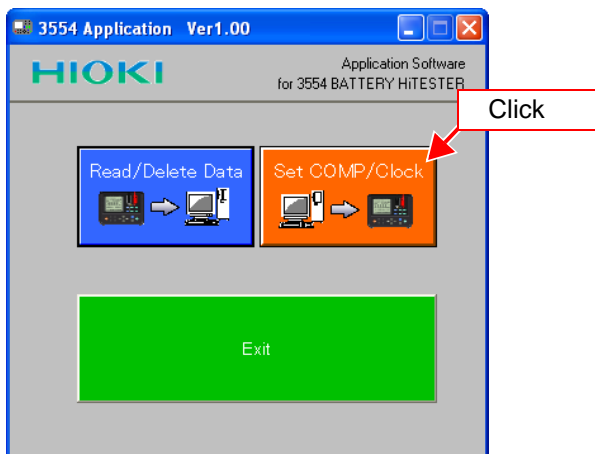 3554 Application Ver1.00
HIOKI
Application Software
for 3554 BATTERY HiTESTER
Click
Read/Delete Data
Set COMP/Clock
Exit